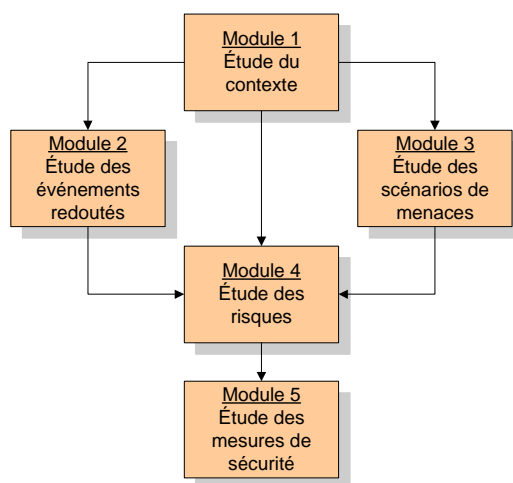 Module 1
Étude du
contexte
Module 2
Étude des
événements
redoutés
Module 3
Étude des
scénarios de
menaces
Module 4
Étude des
risques
Module 5
Étude des
mesures de
sécurité